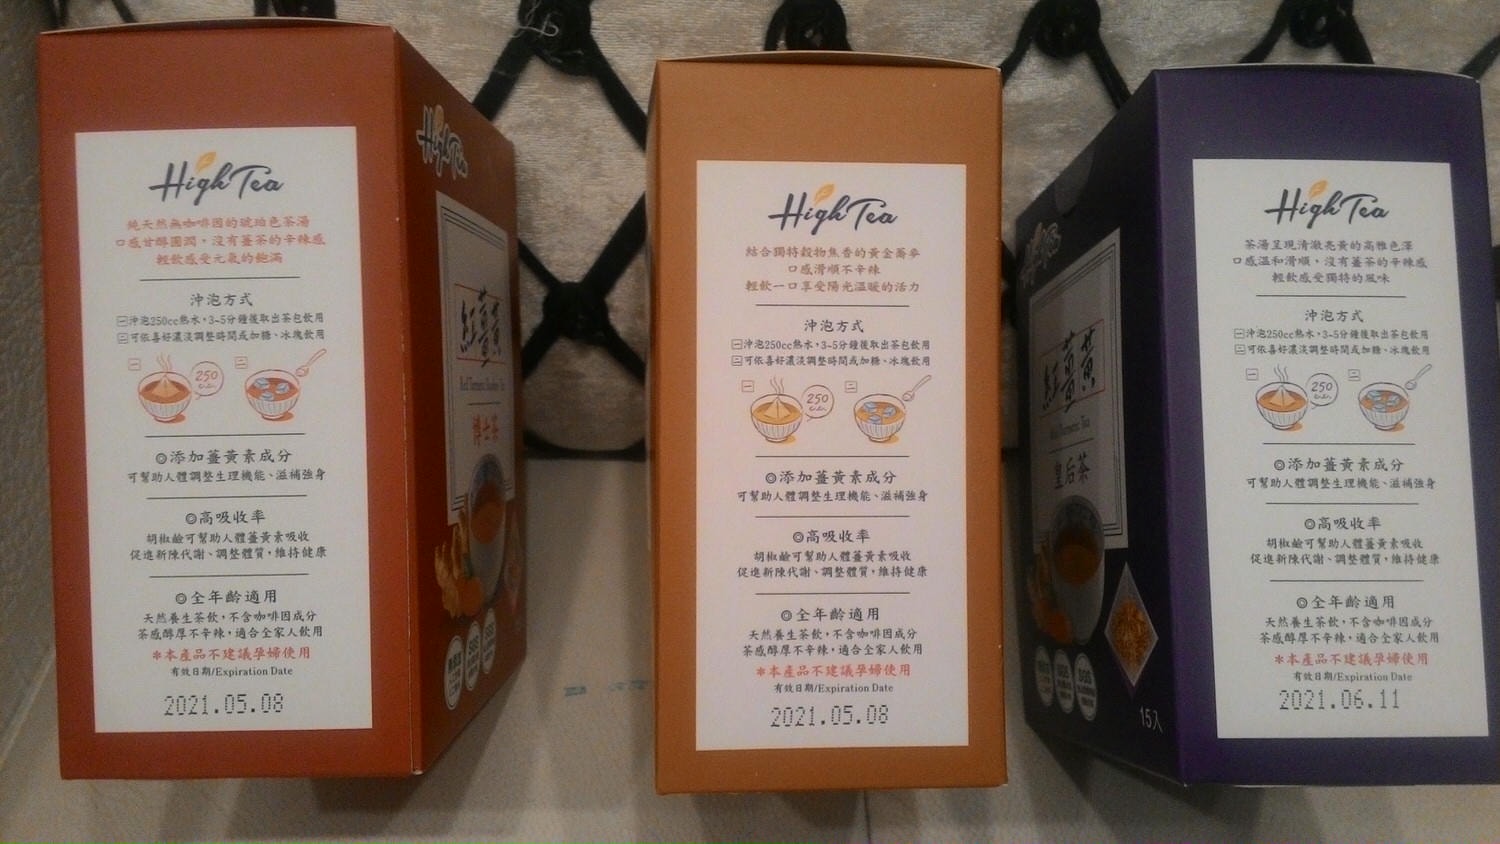 High Tea
純天然無咖啡因的琥珀色茶湯
口感甘醇圓潤，沒有薑茶的辛辣感
輕飲感受元氣的飽滿
沖泡方式
一 沖泡250cc熱水，3~5分鐘後取出茶包飲用
二 可依喜好濃淡調整時間或加糖、冰塊飲用
一
250
c.c.
二
◎添加薑黃素成分
可幫助人體調整生理機能、滋補強身
◎高吸收率
胡椒鹼可幫助人體薑黃素吸收
促進新陳代謝、調整體質，維持健康
◎全年齡適用
天然養生茶飲，不含咖啡因成分
茶感醇厚不辛辣，適合全家人飲用
＊本產品不建議孕婦使用
有效日期/Expiration Date
2021.05.08
High Tea
紅薑黃
博士茶
SGS
High Tea
結合獨特穀物焦香的黃金蕎麥
口感滑順不辛辣
輕飲一口享受陽光溫暖的活力
沖泡方式
一 沖泡250cc熱水，3~5分鐘後取出茶包飲用
二 可依喜好濃淡調整時間或加糖、冰塊飲用
一
250
c.c.
二
◎添加薑黃素成分
可幫助人體調整生理機能、滋補強身
◎高吸收率
胡椒鹼可幫助人體薑黃素吸收
促進新陳代謝、調整體質，維持健康
◎全年齡適用
天然養生茶飲，不含咖啡因成分
茶感醇厚不辛辣，適合全家人飲用
＊本產品不建議孕婦使用
有效日期/Expiration Date
2021.05.08
紅薑黃
皇后茶
SGS
SGS
15入
High Tea
茶湯呈現清澈亮黃的高雅色澤
口感溫和滑順，沒有薑茶的辛辣感
輕飲感受獨特的風味
沖泡方式
一 沖泡250cc熱水，3~5分鐘後取出茶包飲用
二 可依喜好濃淡調整時間或加糖、冰塊飲用
一
250
c.c.
二
◎添加薑黃素成分
可幫助人體調整生理機能、滋補強身
◎高吸收率
胡椒鹼可幫助人體薑黃素吸收
促進新陳代謝、調整體質，維持健康
◎全年齡適用
天然養生茶飲，不含咖啡因成分
茶感醇厚不辛辣，適合全家人飲用
＊本產品不建議孕婦使用
有效日期/Expiration Date
2021.06.11